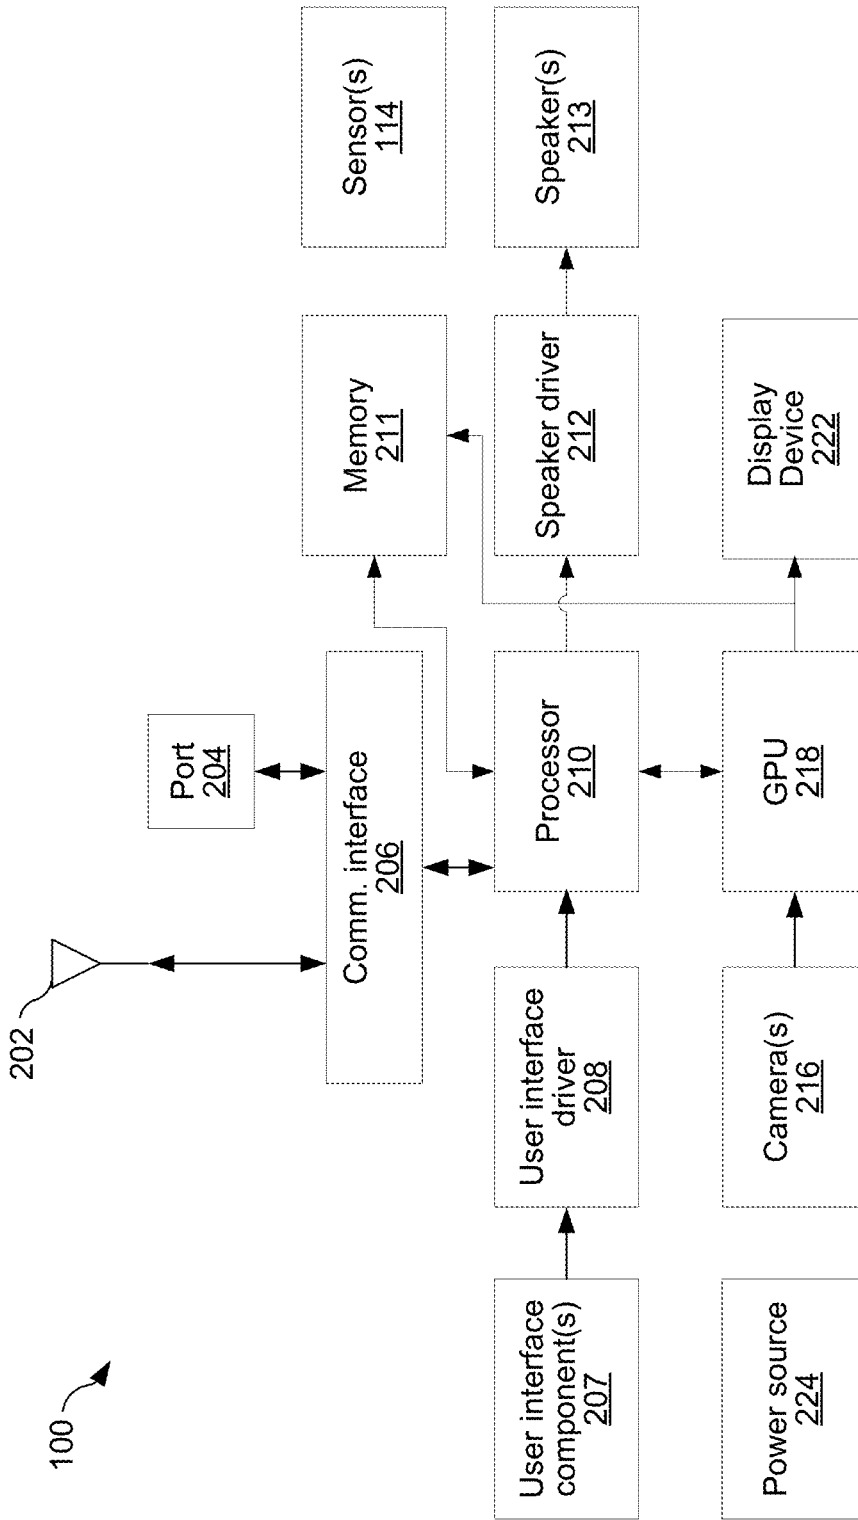 100
202
Port
204
Comm. interface
206
Memory
211
Sensor(s)
114
User interface
component(s)
207
User interface
driver
208
Processor
210
Speaker driver
212
Speaker(s)
213
Power source
224
Camera(s)
216
GPU
218
Display
Device
222